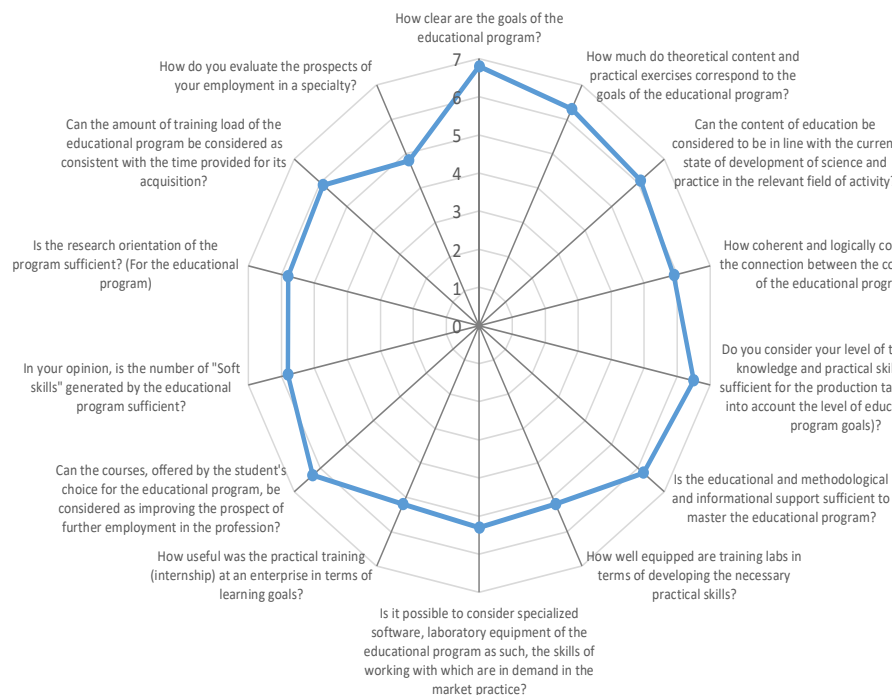 How clear are the goals of the
educational program?
How much do theoretical content and
practical exercises correspond to the
goals of the educational program?
Can the content of education be
considered to be in line with the current
state of development of science and
practice in the relevant field of activity?
How coherent and logically
the connection between the
of the educational
Do you consider your level of
knowledge and practical
sufficient for the production
into account the level of
program goals)?
Is the educational and methodological
and informational support sufficient to
master the educational program?
How well equipped are training labs in
terms of developing the necessary
practical skills?
Is it possible to consider specialized
software, laboratory equipment of the
educational program as such, the skills of
working with which are in demand in the
market practice?
How useful was the practical training
(internship) at an enterprise in terms of
learning goals?
Can the courses, offered by the student's
choice for the educational program, be
considered as improving the prospect of
further employment in the profession?
In your opinion, is the number of "Soft
skills" generated by the educational
program sufficient?
Is the research orientation of the
program sufficient? (For the educational
program)
Can the amount of training load of the
educational program be considered as
consistent with the time provided for its
acquisition?
How do you evaluate the prospects of
your employment in a specialty?
7
6
5
4
3
2
1
0